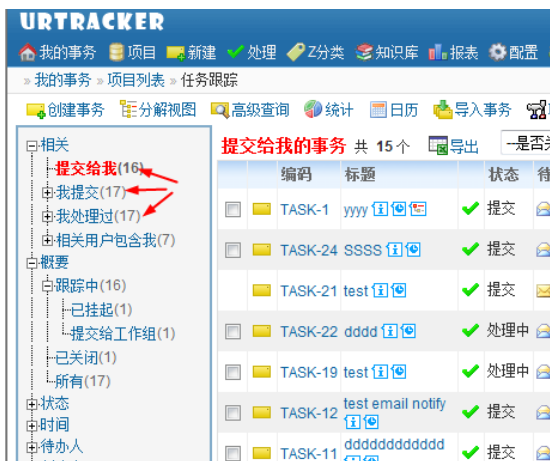 URTRACKER
我的事务 项目 新建 处理 Z分类 知识库 报表 配置
» 我的事务 » 项目列表 » 任务跟踪
创建事务 分解视图 高级查询 统计 日历 导入事务
相关
提交给我(16)
我提交(17)
我处理过(17)
相关用户包含我(7)
概要
跟踪中(16)
已挂起(1)
提交给工作组(1)
已关闭(1)
所有(17)
状态
时间
待办人
提交给我的事务 共 15个 导出 --是否
编码 标题 状态
TASK-1 yyyy 提交
TASK-24 SSSS 提交
TASK-21 test 提交
TASK-22 dddd 处理中
TASK-19 test 处理中
TASK-12 test email notify 提交
TASK-11 dddddddddddd 提交